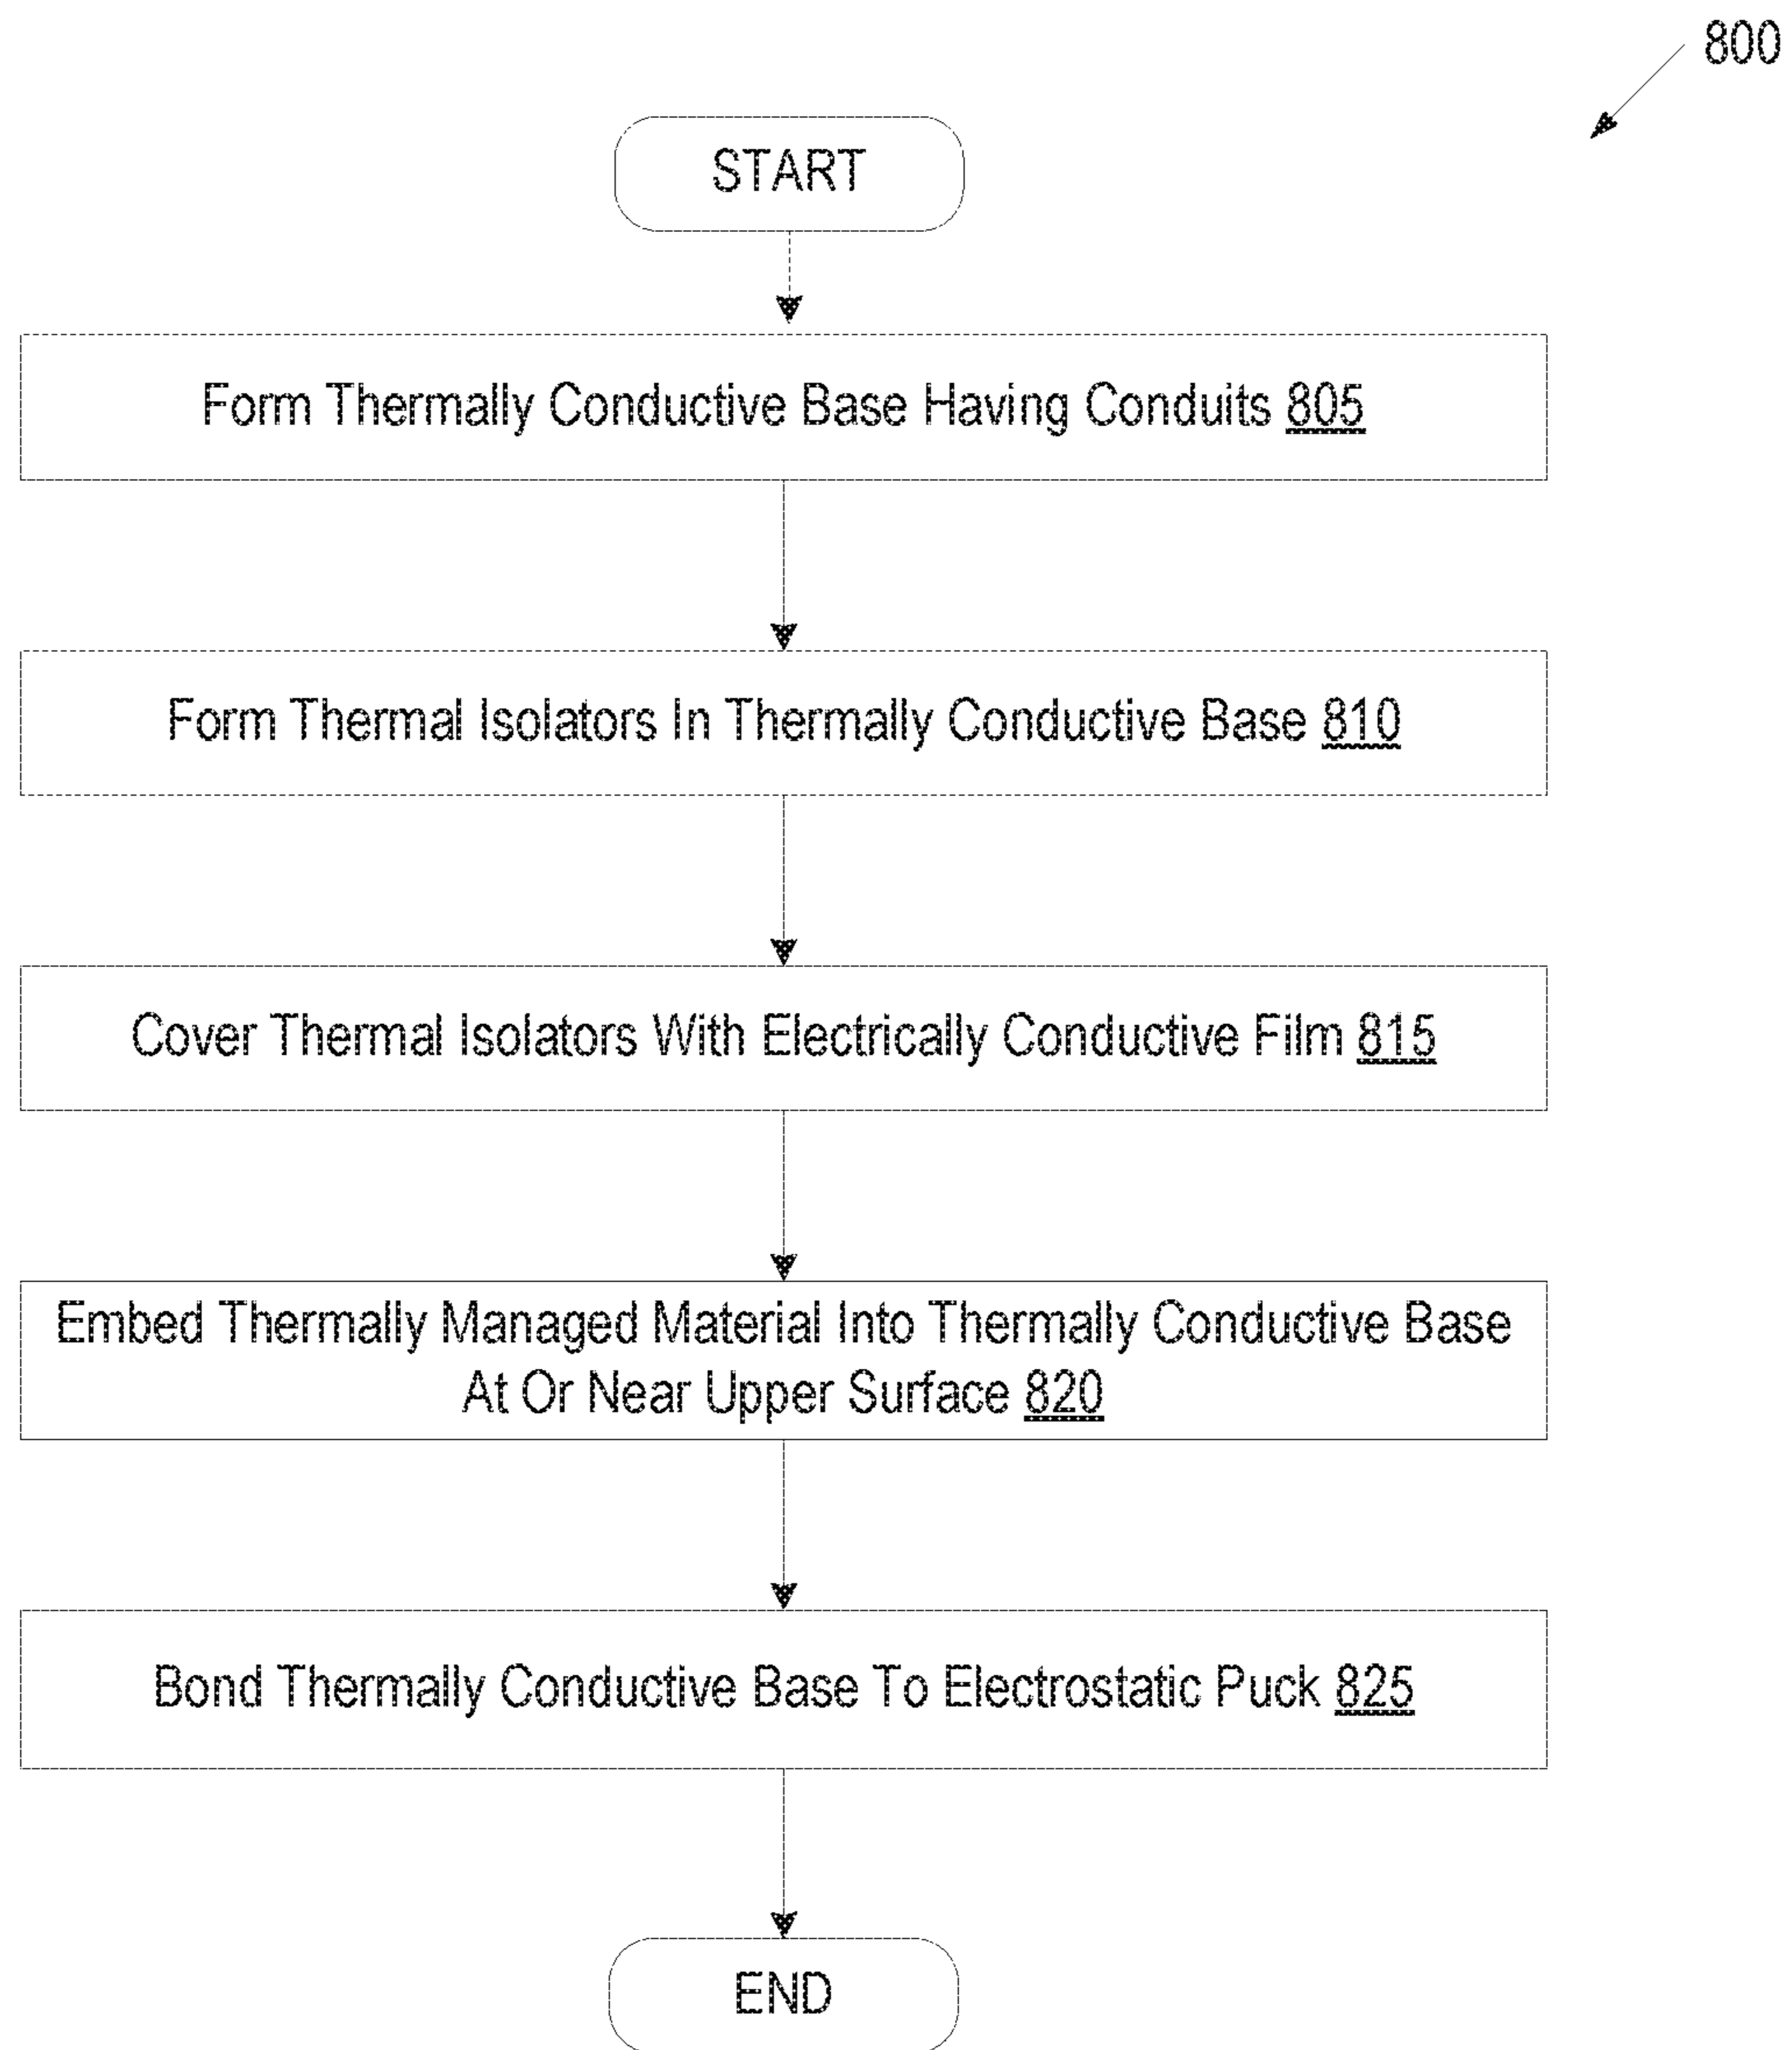 800
START
Form Thermally Conductive Base Having Conduits 805
Form Thermal Isolators In Thermally Conductive Base 810
Cover Thermal Isolators With Electrically Conductive Film 815
Embed Thermally Managed Material Into Thermally Conductive Base
At Or Near Upper Surface 820
Bond Thermally Conductive Base To Electrostatic Puck 825
END